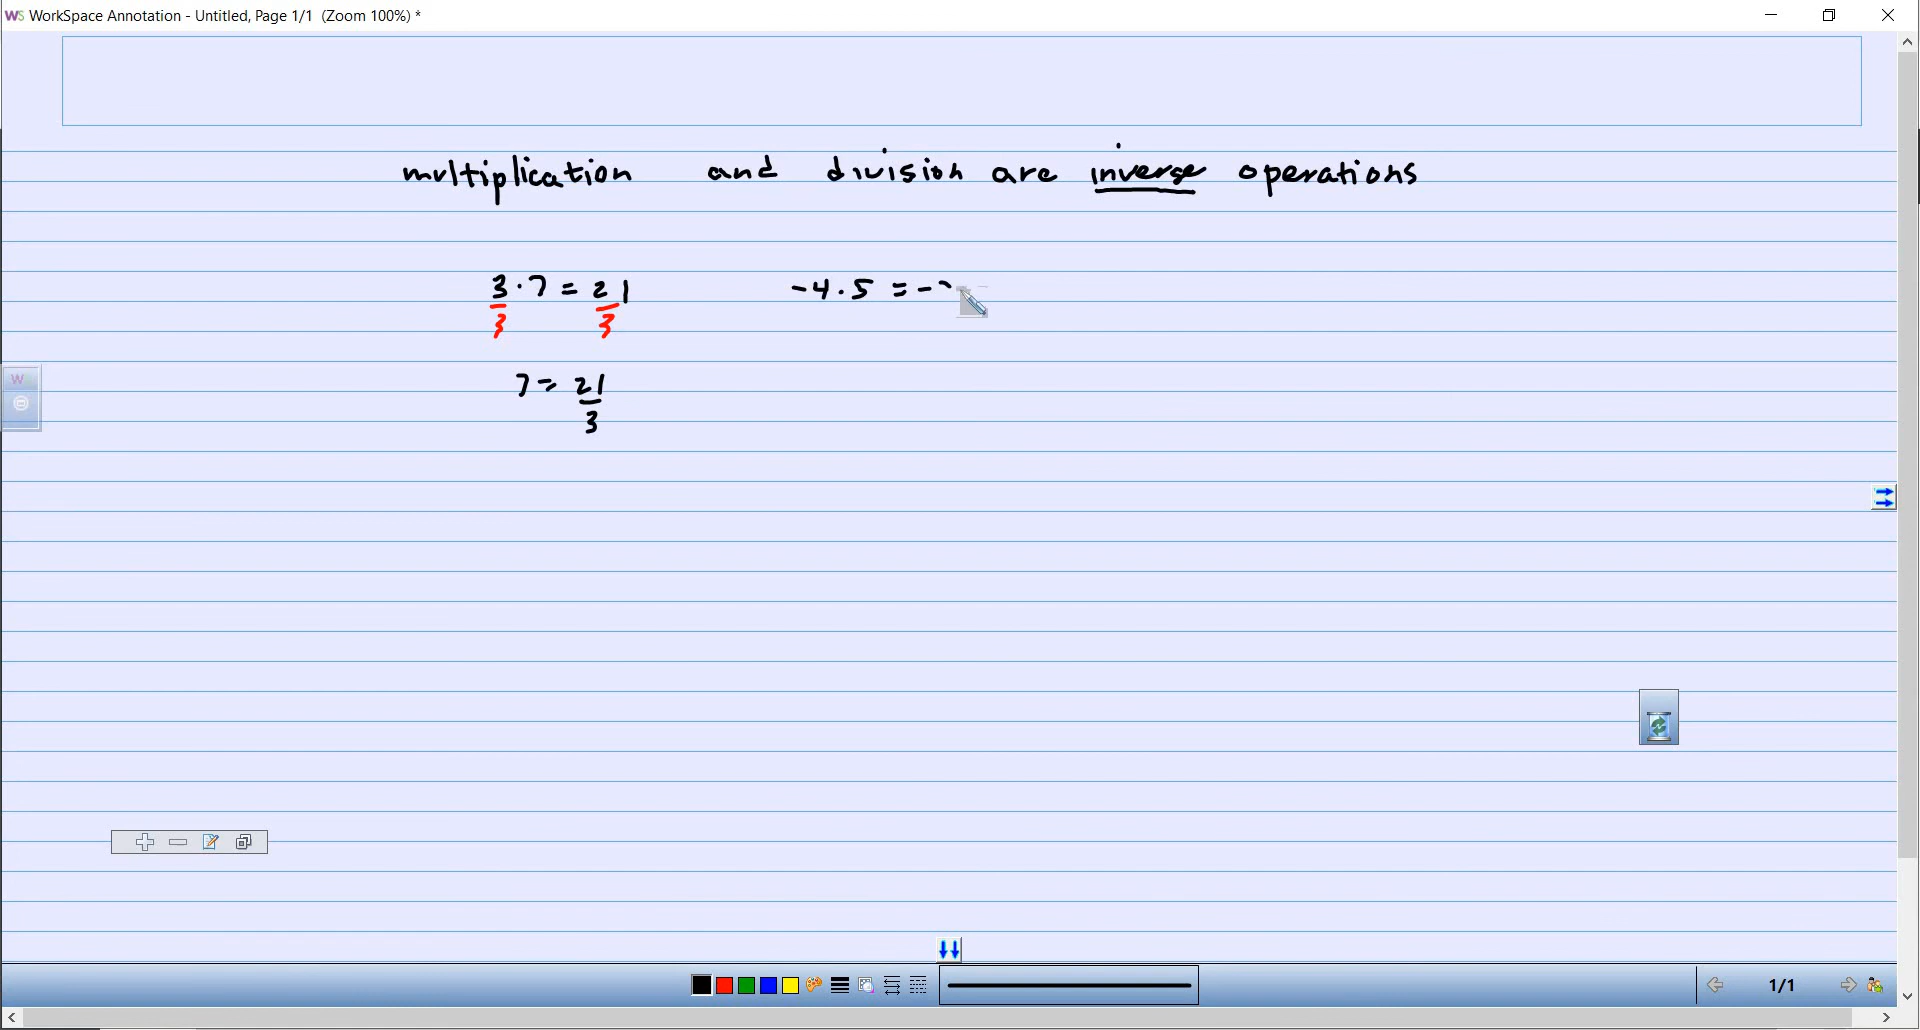 WS WorkSpace Annotation - Untitled, Page 1/1 (Zoom 100%) *
multiplication and division are inverse operations
3 · 7 = 21 -4 · 5 = -
3 3
7 = 21
3
W
1/1